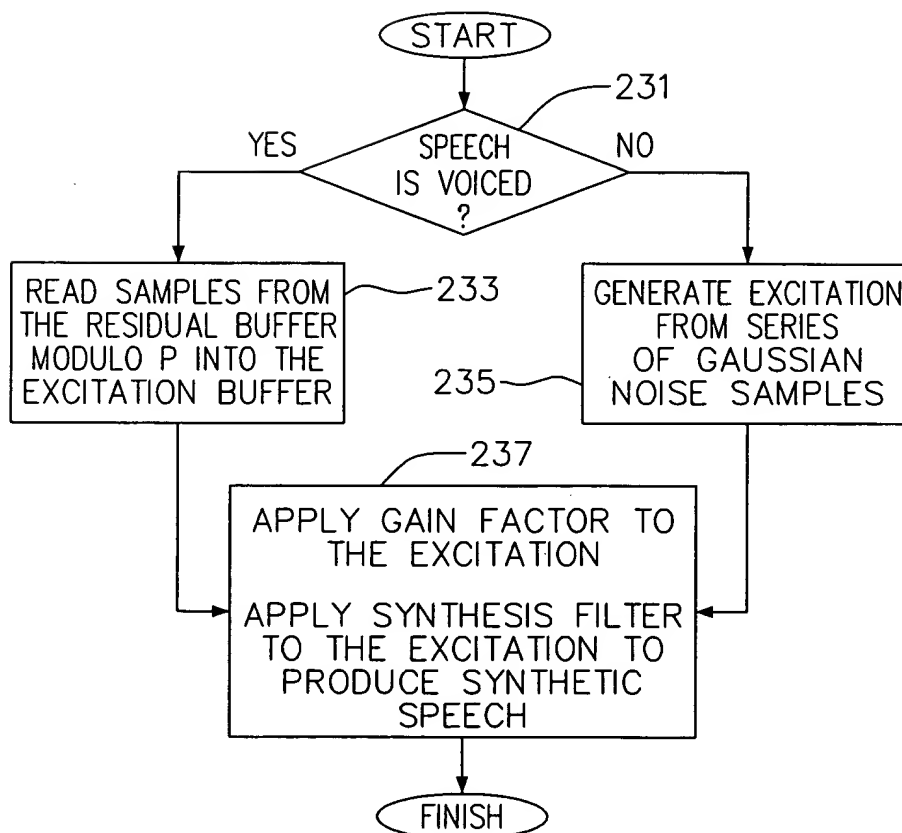 START
231
YES
SPEECH
IS VOICED
?
NO
READ SAMPLES FROM
THE RESIDUAL BUFFER
MODULO P INTO THE
EXCITATION BUFFER
233
GENERATE EXCITATION
FROM SERIES
OF GAUSSIAN
NOISE SAMPLES
235
237
APPLY GAIN FACTOR TO
THE EXCITATION
APPLY SYNTHESIS FILTER
TO THE EXCITATION TO
PRODUCE SYNTHETIC
SPEECH
FINISH